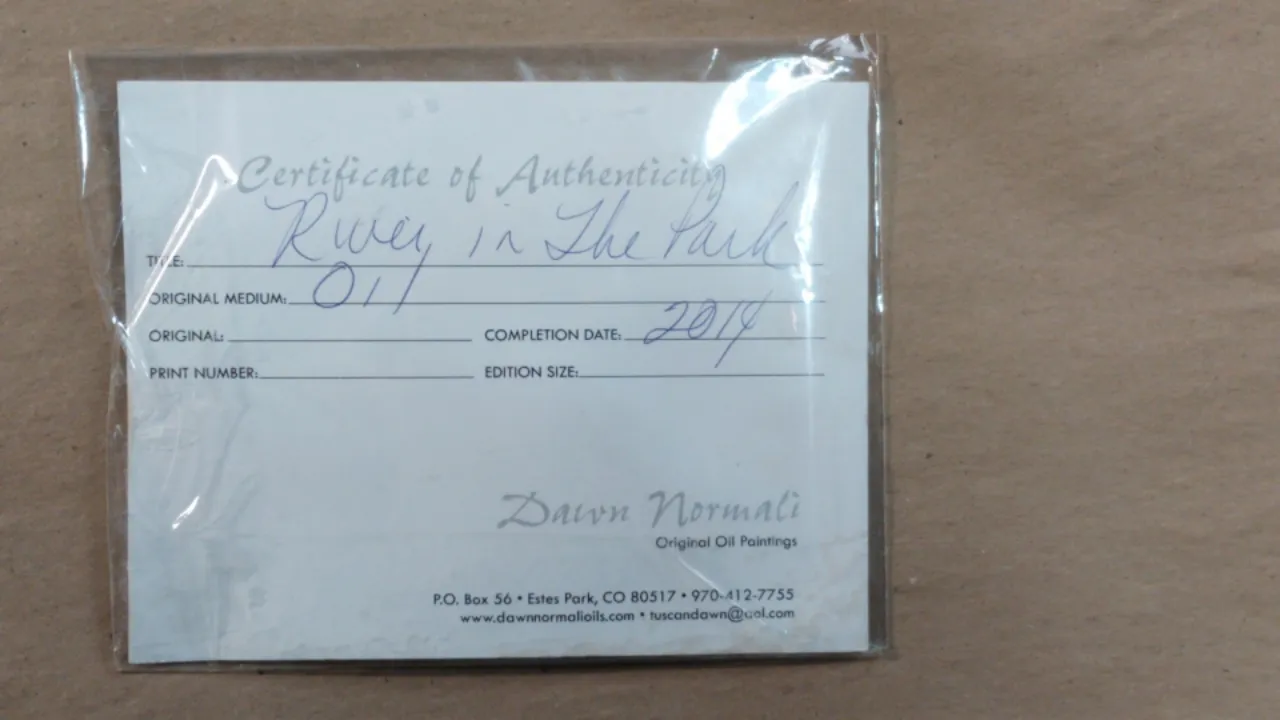 Certificate of Authenticity
TITLE: River in The Park
ORIGINAL MEDIUM: Oil
ORIGINAL: COMPLETION DATE: 2014
PRINT NUMBER: EDITION SIZE:
Dawn Normali
Original Oil Paintings
P.O. Box 56 • Estes Park, CO 80517 • 970-412-7755
www.dawnnormalioils.com • tuscandawn@aol.com